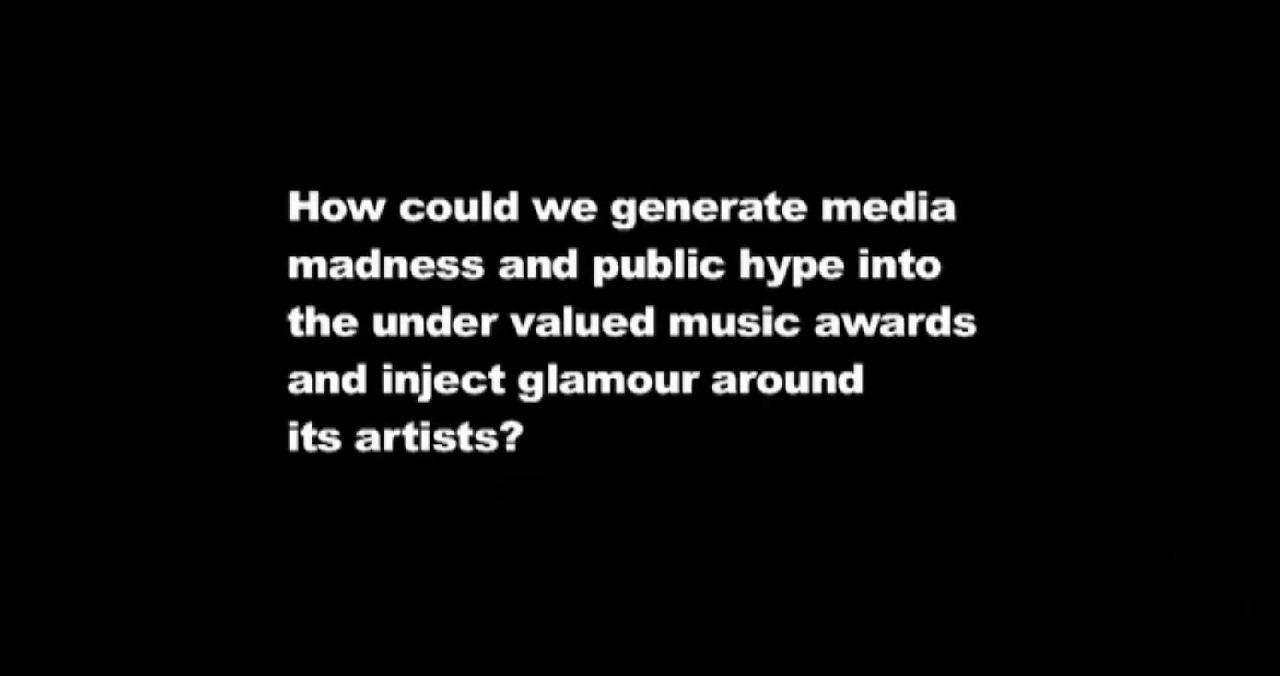 How could we generate media
madness and public hype into
the under valued music awards
and inject glamour around
its artists?